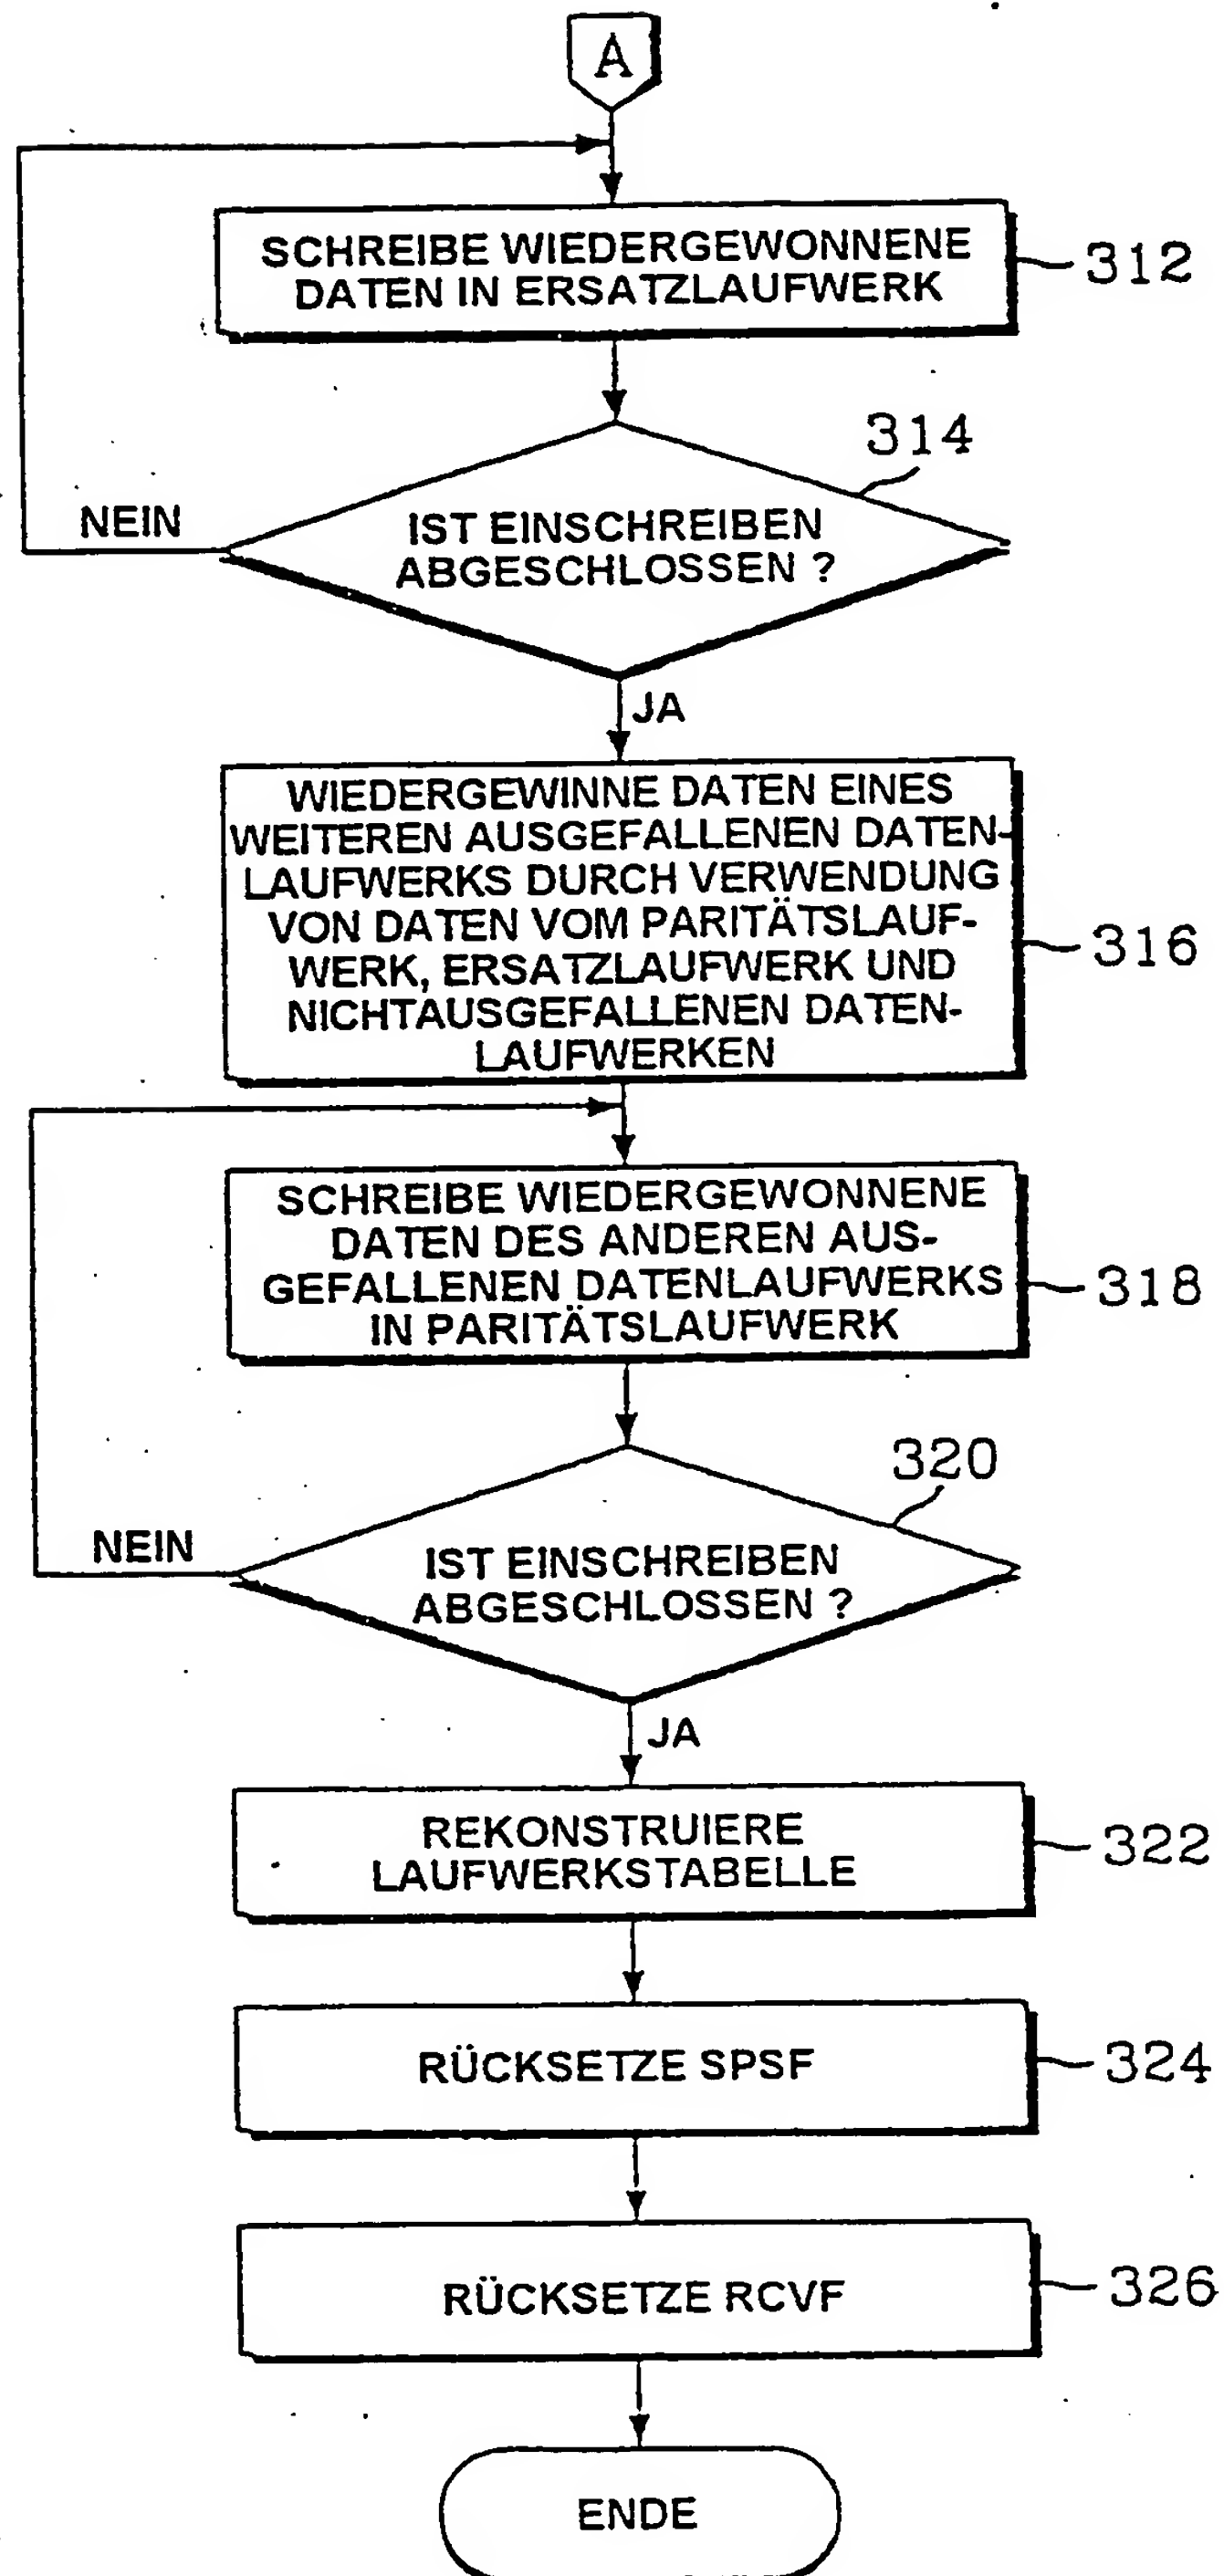 A
SCHREIBE WIEDERGEWONNENE
DATEN IN ERSATZLAUFWERK
312
314
NEIN
IST EINSCHREIBEN
ABGESCHLOSSEN ?
JA
WIEDERGEWINNE DATEN EINES
WEITEREN AUSGEFALLENEN DATEN-
LAUFWERKS DURCH VERWENDUNG
VON DATEN VOM PARITÄTSLAUF-
WERK, ERSATZLAUFWERK UND
NICHTAUSGEFALLENEN DATEN-
LAUFWERKEN
316
SCHREIBE WIEDERGEWONNENE
DATEN DES ANDEREN AUS-
GEFALLENEN DATENLAUFWERKS
IN PARITÄTSLAUFWERK
318
320
NEIN
IST EINSCHREIBEN
ABGESCHLOSSEN ?
JA
REKONSTRUIERE
LAUFWERKSTABELLE
322
RÜCKSETZE SPSF
324
RÜCKSETZE RCVF
326
ENDE